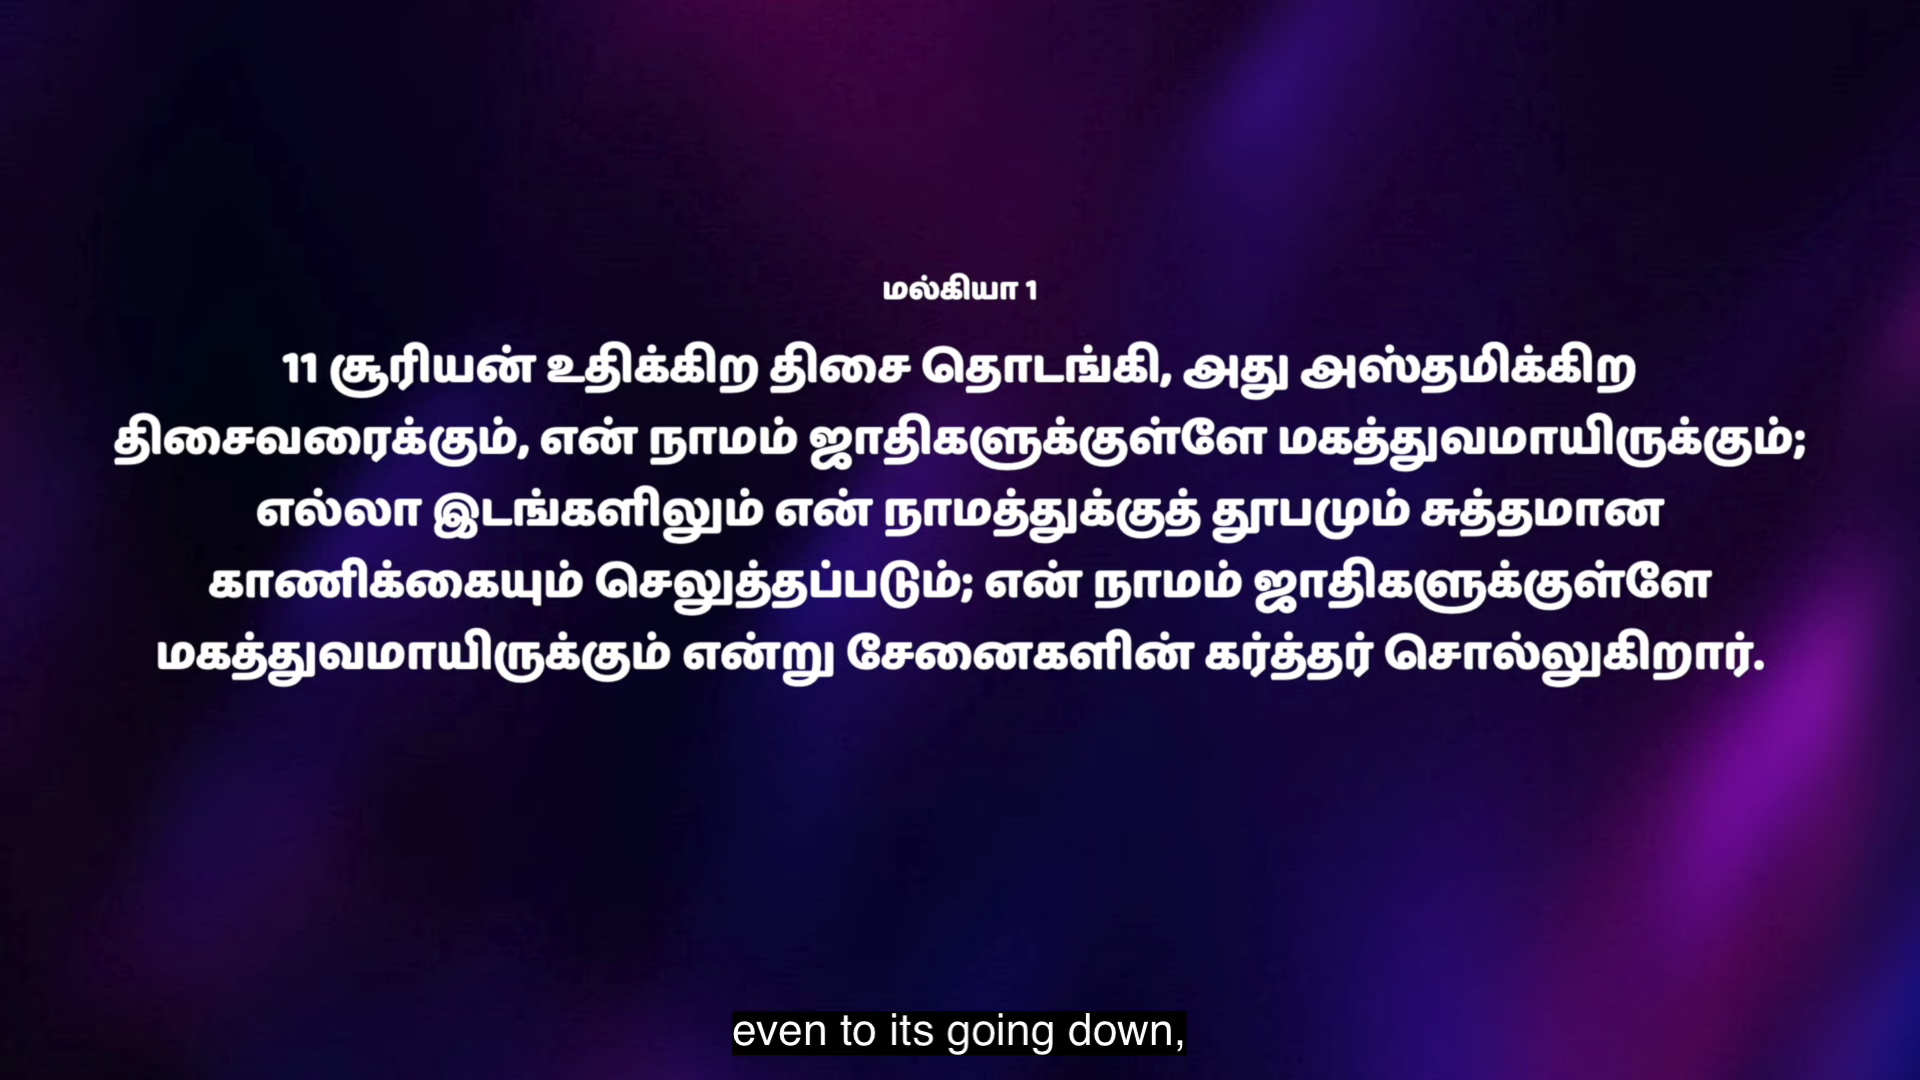 மல்கியா 1
11 சூரியன் உதிக்கிற திசை தொடங்கி, அது அஸ்தமிக்கிற
திசைவரைக்கும், என் நாமம் ஜாதிகளுக்குள்ளே மகத்துவமாயிருக்கும்;
எல்லா இடங்களிலும் என் நாமத்துக்குத் தூபமும் சுத்தமான
காணிக்கையும் செலுத்தப்படும்; என் நாமம் ஜாதிகளுக்குள்ளே
மகத்துவமாயிருக்கும் என்று சேனைகளின் கர்த்தர் சொல்லுகிறார்.
even to its going down,